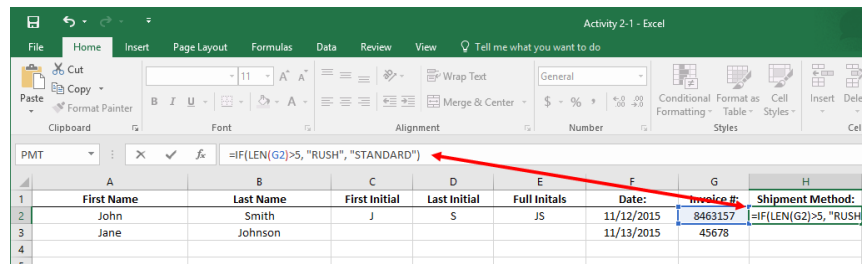 Activity 2-1 - Excel
File Home Insert Page Layout Formulas Data Review View Tell me what you want to do
Cut
Copy
Format Painter
Paste
11 A A
B I U A
Wrap Text
Merge & Center
General
$ % , .00
Conditional Formatting Format as Table Cell Styles Insert Dele
Clipboard Font Alignment Number Styles Cel
PMT fx =IF(LEN(G2)>5, "RUSH", "STANDARD")
A B C D E F G H
1 First Name Last Name First Initial Last Initial Full Initals Date: Invoice #: Shipment Method:
2 John Smith J S JS 11/12/2015 8463157 =IF(LEN(G2)>5, "RUSH
3 Jane Johnson 11/13/2015 45678
4